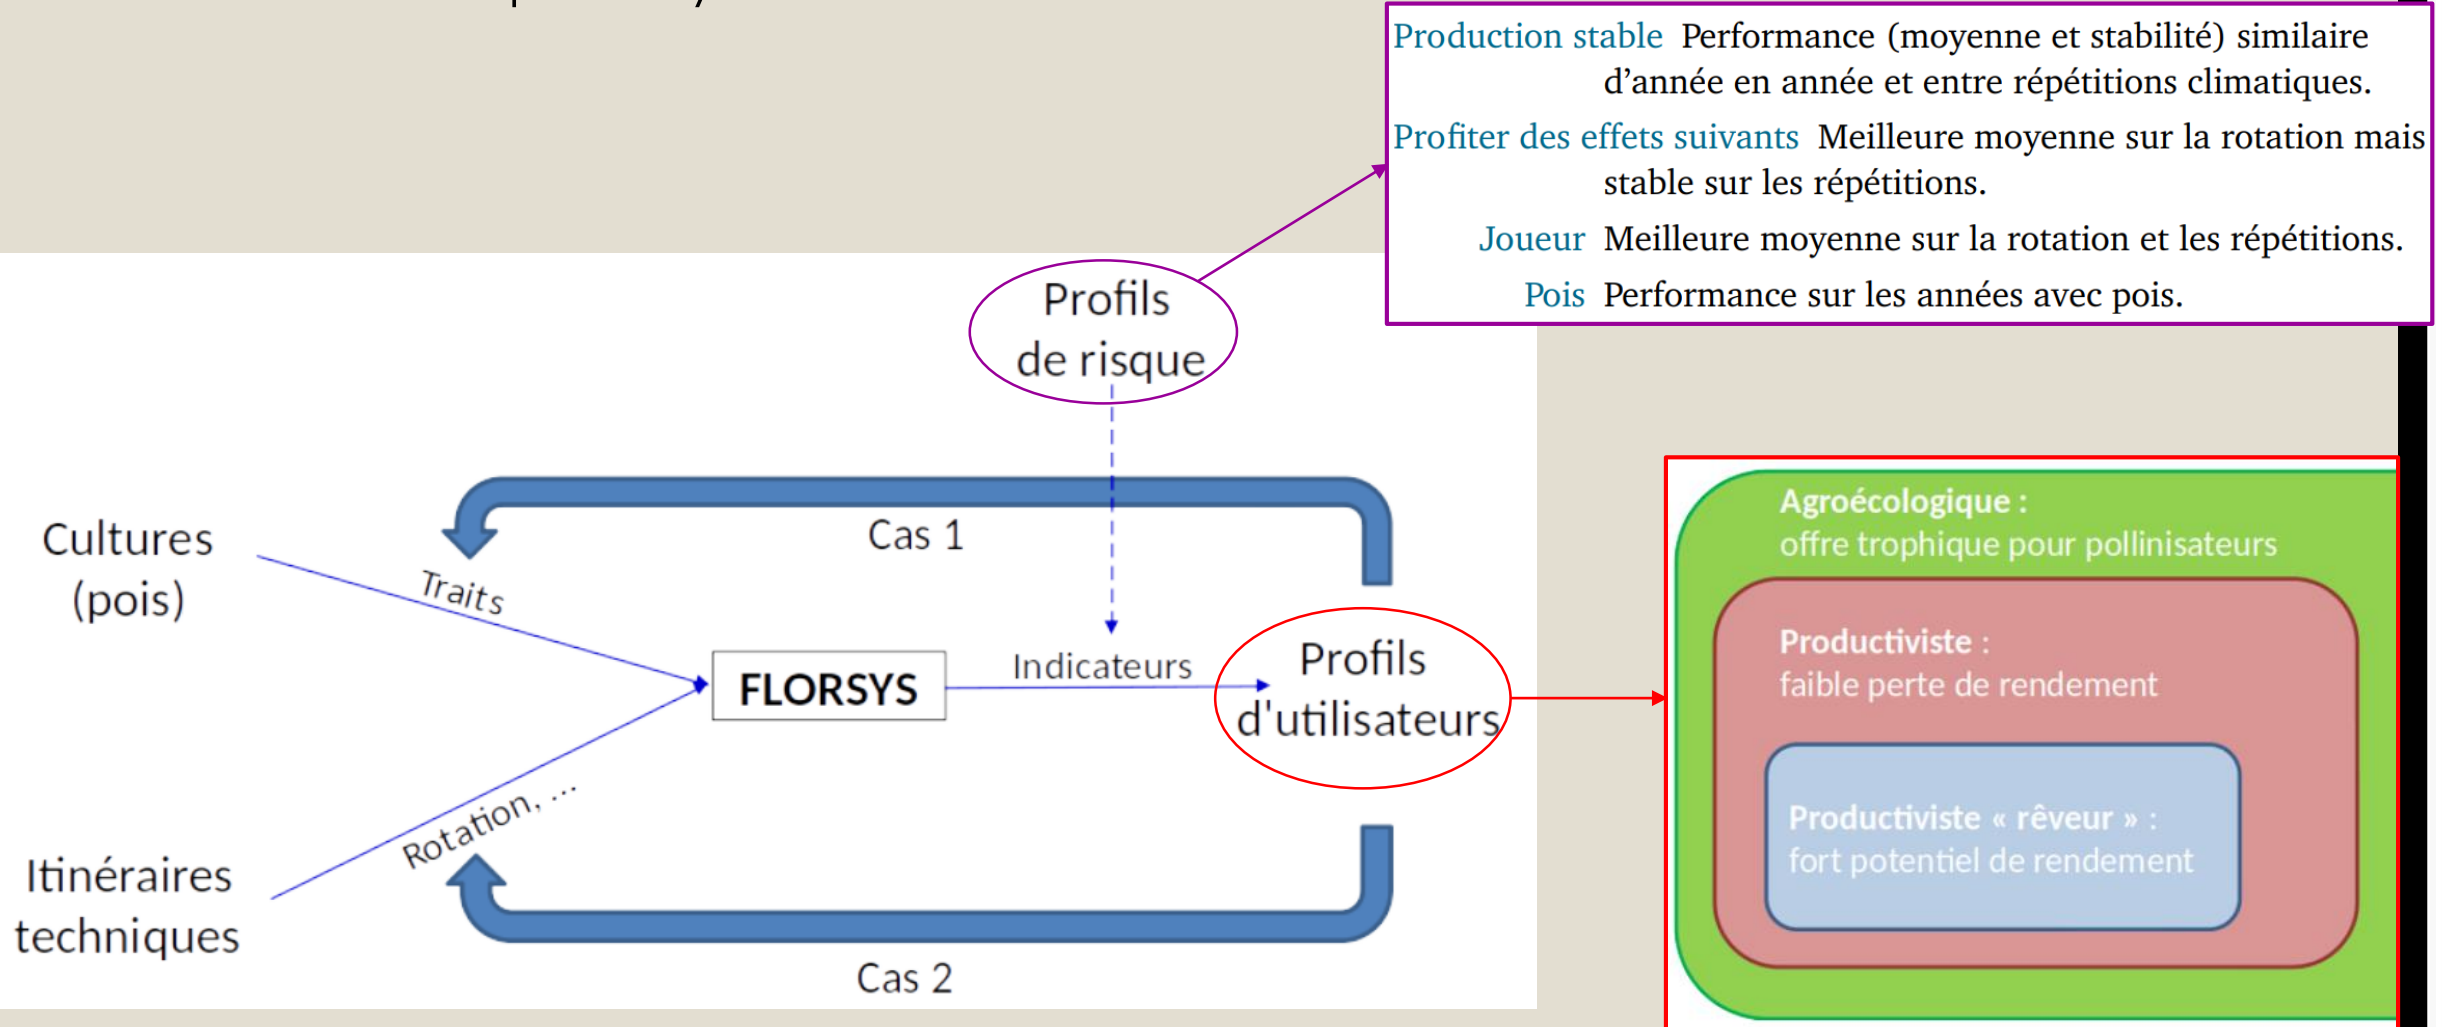 Production stable Performance (moyenne et stabilité) similaire
d’année en année et entre répétitions climatiques.
Profiter des effets suivants Meilleure moyenne sur la rotation mais
stable sur les répétitions.
Joueur Meilleure moyenne sur la rotation et les répétitions.
Pois Performance sur les années avec pois.
Profils
de risque
Cas 1
Cultures
(pois)
Traits
FLORSYS
Indicateurs
Profils
d'utilisateurs
Rotation, ...
Itinéraires
techniques
Cas 2
Agroécologique :
offre trophique pour pollinisateurs
Productiviste :
faible perte de rendement
Productiviste « rêveur » :
fort potentiel de rendement